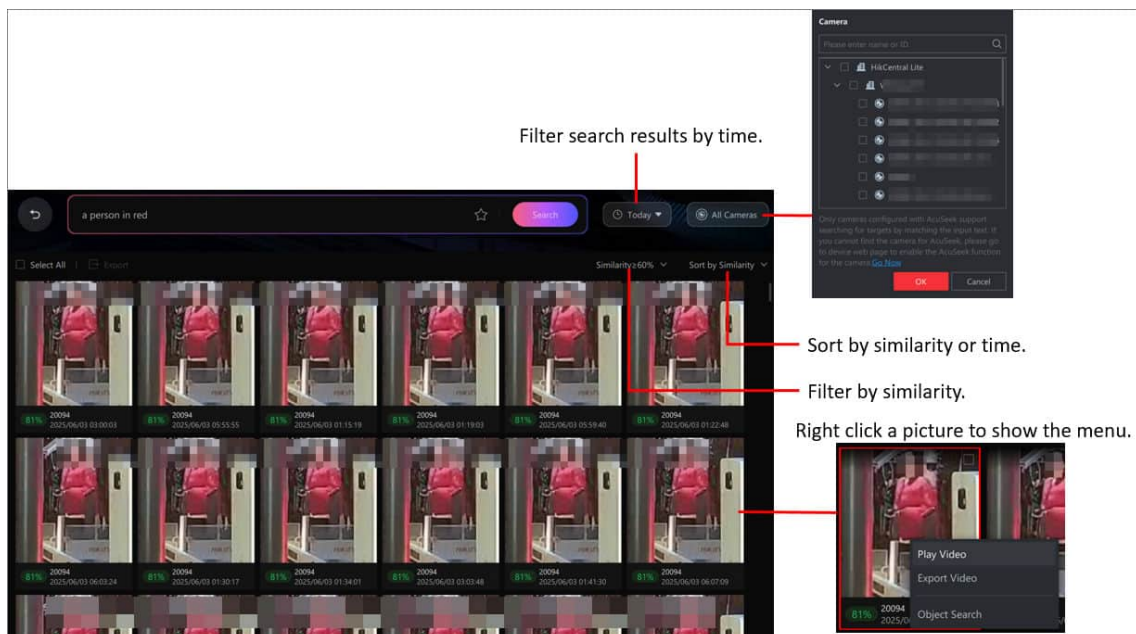 Camera
Please enter name or ID
HikCentral Lite
Filter search results by time.
a person in red
Search
Today
All Cameras
Only cameras configured with AcuSeek support
searching for targets by matching the input text. If
you cannot find the camera for AcuSeek, please go
to device web page to enable the AcuSeek function
for the camera.Go Now
OK Cancel
Select All | Export
Similarity≥60% Sort by Similarity
Sort by similarity or time.
Filter by similarity.
81% 20094 2025/06/03 03:00:03
81% 20094 2025/06/03 05:55:55
81% 20094 2025/06/03 01:15:19
81% 20094 2025/06/03 01:19:03
81% 20094 2025/06/03 05:59:40
81% 20094 2025/06/03 01:22:48
Right click a picture to show the menu.
81% 20094 2025/06/03 06:03:24
81% 20094 2025/06/03 01:30:17
81% 20094 2025/06/03 01:34:01
81% 20094 2025/06/03 03:03:48
81% 20094 2025/06/03 01:41:30
81% 20094 2025/06/03 06:07:09
Play Video
Export Video
Object Search
81% 20094